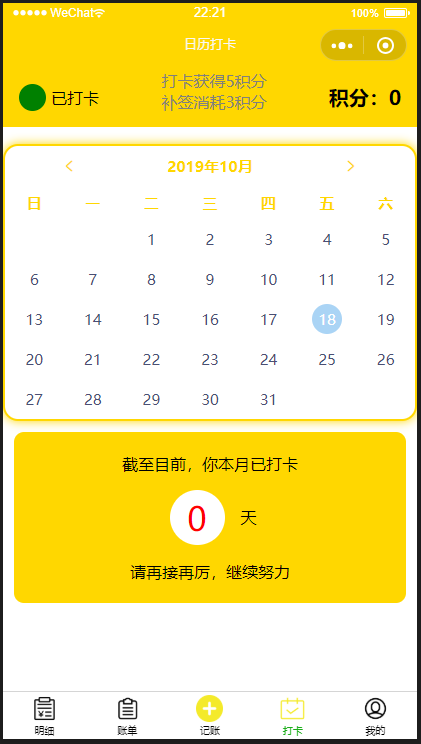 WeChat 22:21 100%
日历打卡
打卡获得5积分
已打卡 补签消耗3积分 积分：0
2019年10月
日 一 二 三 四 五 六
1 2 3 4 5
6 7 8 9 10 11 12
13 14 15 16 17 18 19
20 21 22 23 24 25 26
27 28 29 30 31
截至目前，你本月已打卡
0 天
请再接再厉，继续努力
明细 账单 记账 打卡 我的